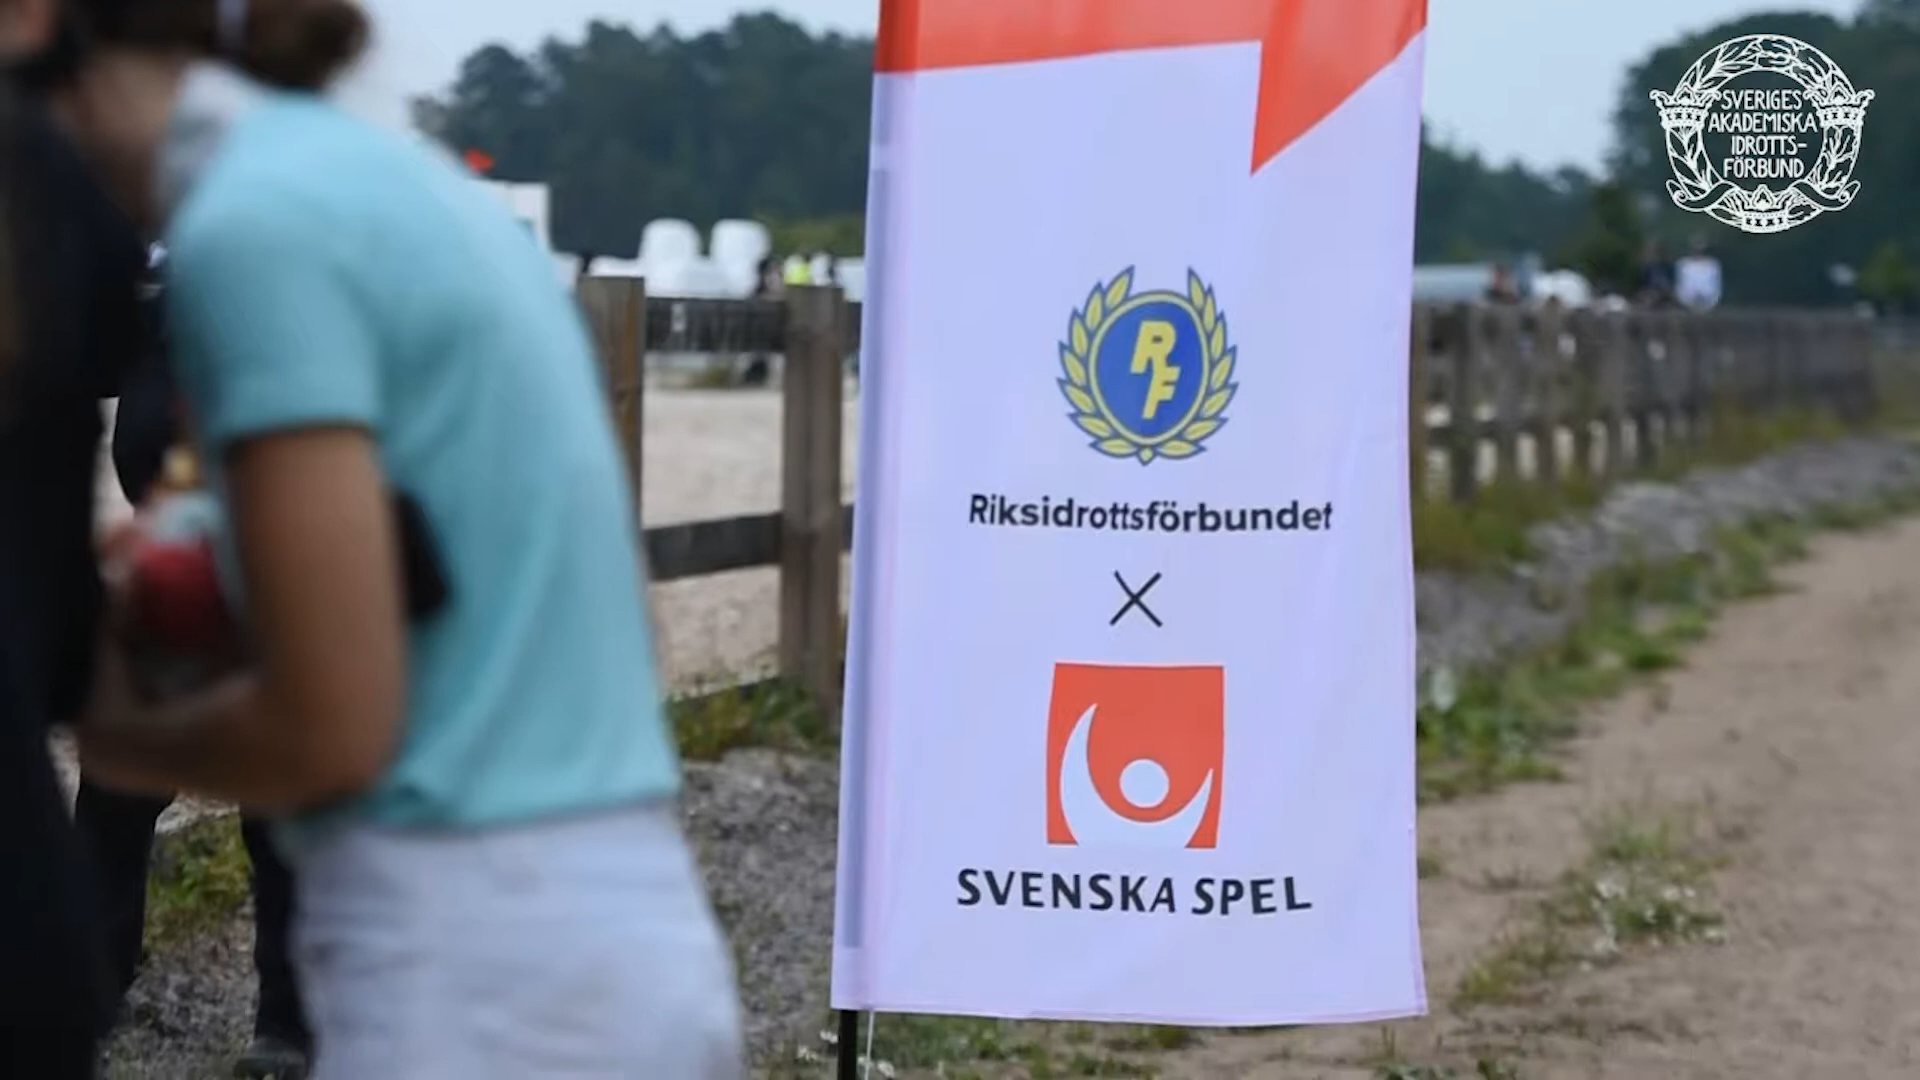 SVERIGES
AKADEMISKA
IDROTTS-
FÖRBUND
RF
Riksidrottsförbundet
X
SVENSKA SPEL